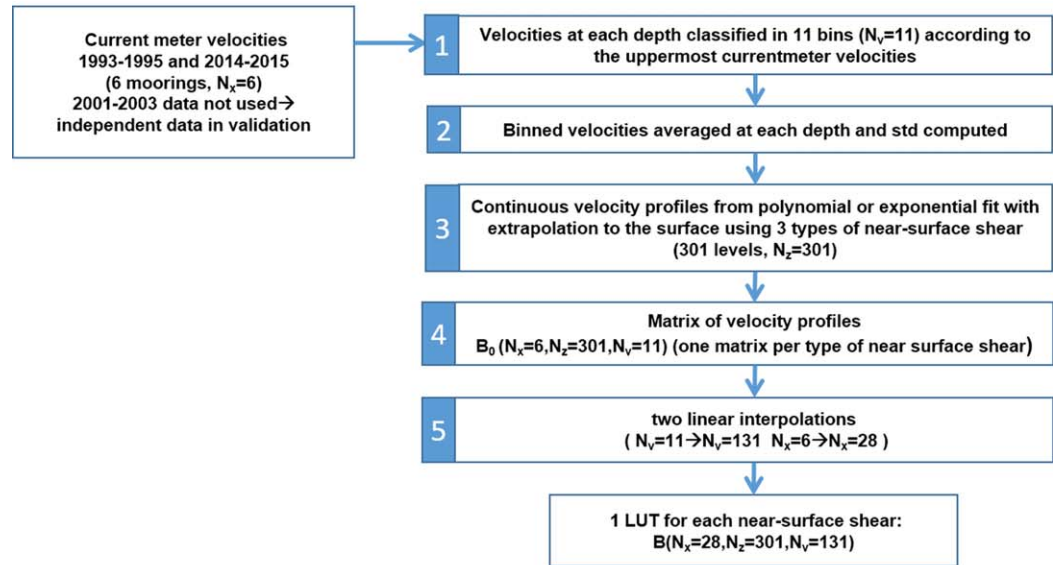 Current meter velocities
1993-1995 and 2014-2015
(6 moorings, Nₓ=6)
2001-2003 data not used→
independent data in validation
1
Velocities at each depth classified in 11 bins (Nᵥ=11) according to
the uppermost currentmeter velocities
2
Binned velocities averaged at each depth and std computed
3
Continuous velocity profiles from polynomial or exponential fit with
extrapolation to the surface using 3 types of near-surface shear
(301 levels, N_z=301)
4
Matrix of velocity profiles
B₀ (Nₓ=6,N_z=301,Nᵥ=11) (one matrix per type of near surface shear)
5
two linear interpolations
( Nᵥ=11→Nᵥ=131 Nₓ=6→Nₓ=28 )
1 LUT for each near-surface shear:
B(Nₓ=28,N_z=301,Nᵥ=131)